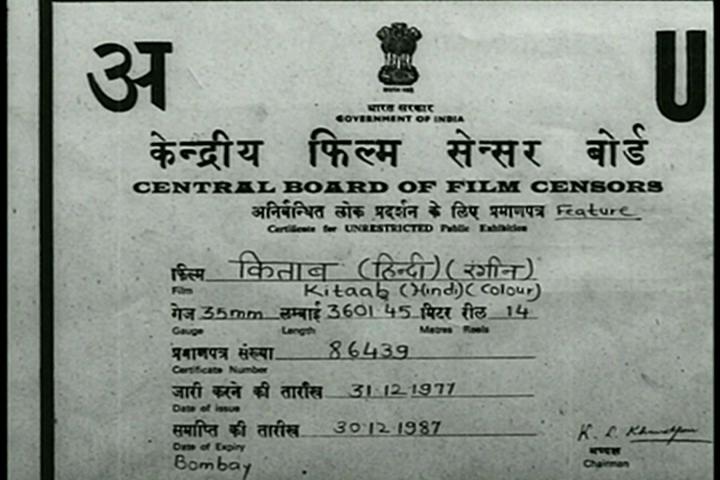 अ U
भारत सरकार
GOVERNMENT OF INDIA
केन्द्रीय फिल्म सेन्सर बोर्ड
CENTRAL BOARD OF FILM CENSORS
अनिर्बन्धित लोक प्रदर्शन के लिए प्रमाणपत्र Feature
Certificate for UNRESTRICTED Public Exhibition
फ़िल्म किताब (हिन्दी) (रंगीन)
Film Kitaab (Hindi) (Colour)
गेज 35mm लम्बाई 3601.45 मिटर रील 14
Gauge Length Metres Reels
प्रमाणपत्र संख्या 86439
Certificate Number
जारी करने की तारीख 31.12.1977
Date of issue
समाप्ति की तारीख 30.12.1987
Date of Expiry
Bombay
K. L.
अध्यक्ष
Chairman